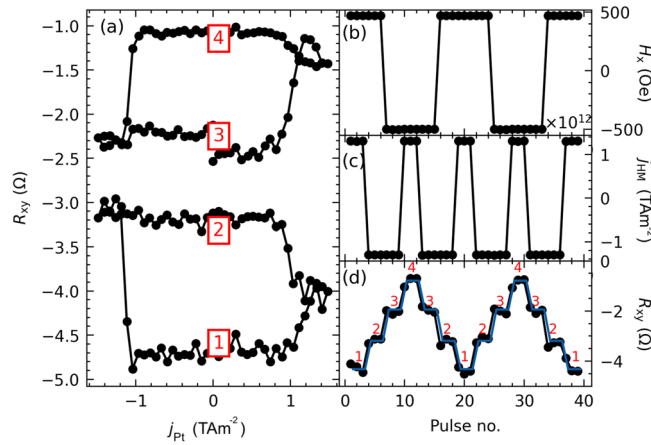 (a)
R_xy (Ω)
−1.0
−1.5
−2.0
−2.5
−3.0
−3.5
−4.0
−4.5
−5.0
4
3
2
1
−1 0 1
j_Pt (TAm⁻²)
(b)
500
0
−500
H_x (Oe)
×10¹²
(c)
1
0
−1
0
j_HM (TAm⁻²)
(d)
1 2 3 4 3 2 1 2 3 4 3 2 1
−2
−4
R_xy (Ω)
0 10 20 30 40
Pulse no.